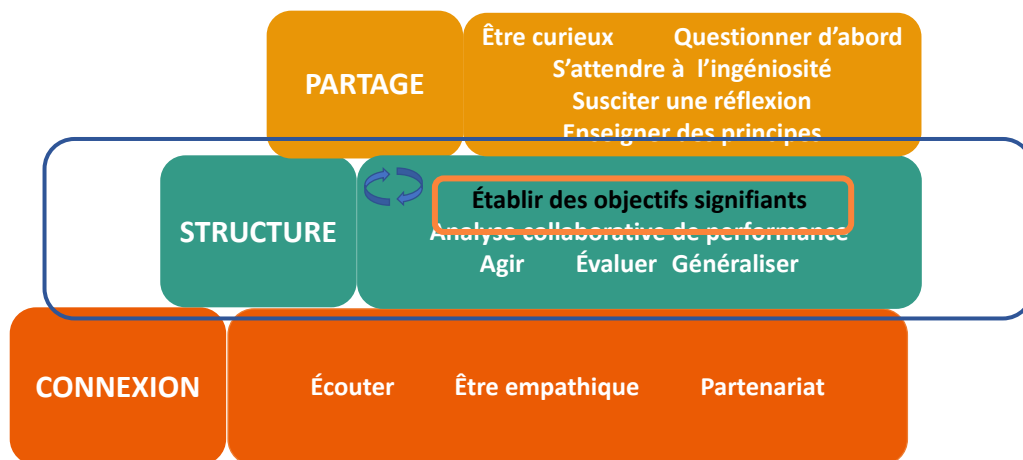 PARTAGE
Être curieux Questionner d’abord
S’attendre à l’ingéniosité
Susciter une réflexion
Enseigner des principes
STRUCTURE
Établir des objectifs signifiants
Analyse collaborative de performance
Agir Évaluer Généraliser
CONNEXION
Écouter Être empathique Partenariat